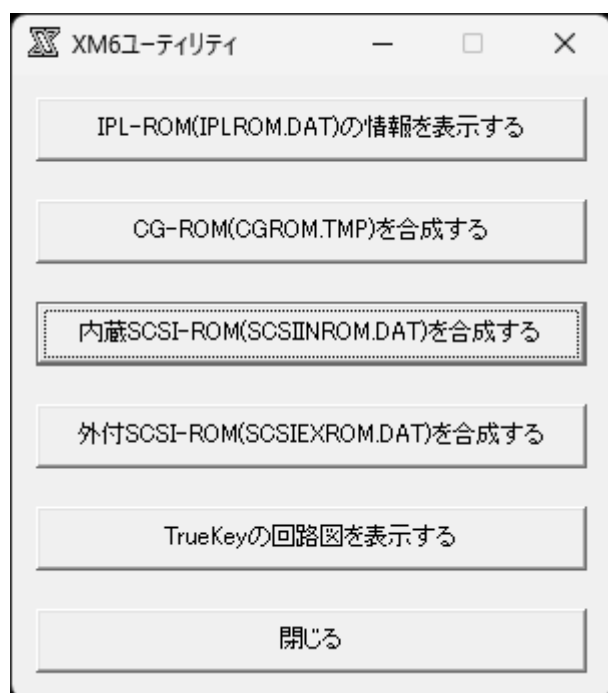 XM6ユーティリティ
IPL-ROM(IPLROM.DAT)の情報を表示する
CG-ROM(CGROM.TMP)を合成する
内蔵SCSI-ROM(SCSIINROM.DAT)を合成する
外付SCSI-ROM(SCSIEXROM.DAT)を合成する
TrueKeyの回路図を表示する
閉じる